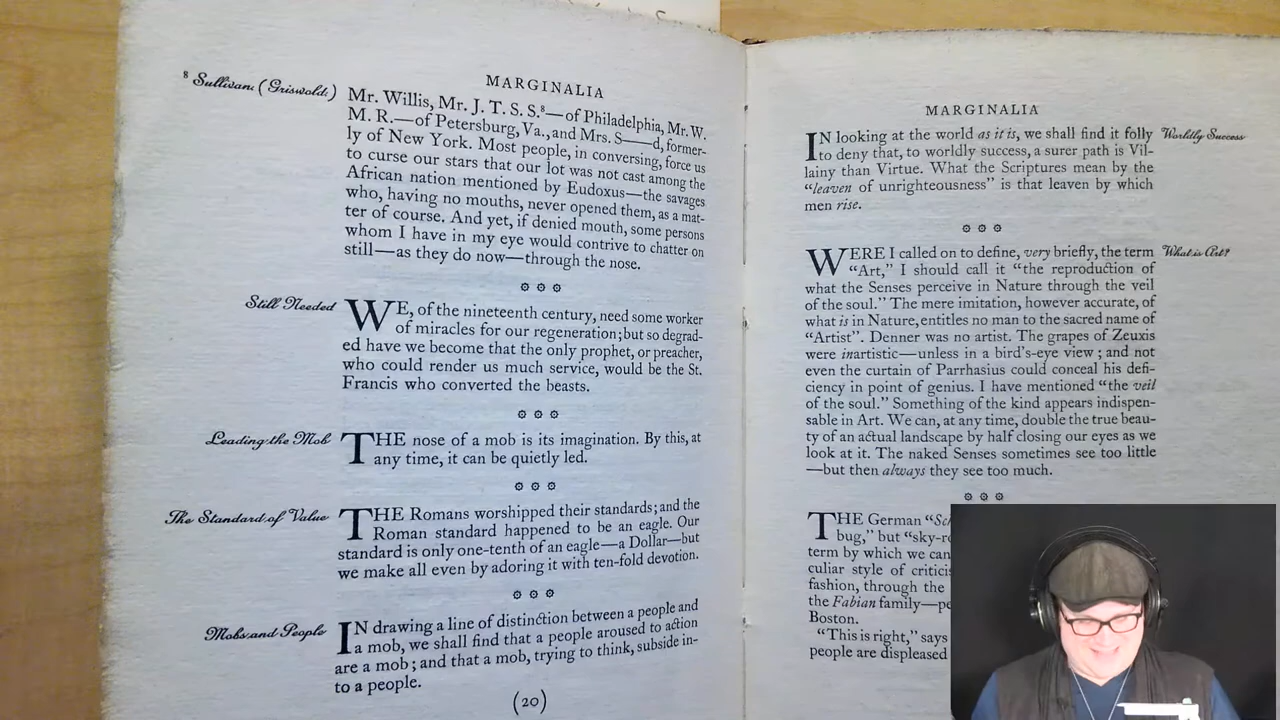 MARGINALIA
⁸ Sullivan. (Griswold.)
Mr. Willis, Mr. J. T. S. S.⁸—of Philadelphia, Mr. W.
M. R.—of Petersburg, Va., and Mrs. S—d, former-
ly of New York. Most people, in conversing, force us
to curse our stars that our lot was not cast among the
African nation mentioned by Eudoxus—the savages
who, having no mouths, never opened them, as a mat-
ter of course. And yet, if denied mouth, some persons
whom I have in my eye would contrive to chatter on
still—as they do now—through the nose.
Still Needed
WE, of the nineteenth century, need some worker
of miracles for our regeneration; but so degrad-
ed have we become that the only prophet, or preacher,
who could render us much service, would be the St.
Francis who converted the beasts.
Leading the Mob
THE nose of a mob is its imagination. By this, at
any time, it can be quietly led.
The Standard of Value
THE Romans worshipped their standards; and the
Roman standard happened to be an eagle. Our
standard is only one-tenth of an eagle—a Dollar—but
we make all even by adoring it with ten-fold devotion.
Mobs and People
IN drawing a line of distinction between a people and
a mob, we shall find that a people aroused to action
are a mob; and that a mob, trying to think, subside in-
to a people.
(20)
MARGINALIA
IN looking at the world as it is, we shall find it folly
Worldly Success
to deny that, to worldly success, a surer path is Vil-
lainy than Virtue. What the Scriptures mean by the
“leaven of unrighteousness” is that leaven by which
men rise.
WERE I called on to define, very briefly, the term
What is Art?
“Art,” I should call it “the reproduction of
what the Senses perceive in Nature through the veil
of the soul.” The mere imitation, however accurate, of
what is in Nature, entitles no man to the sacred name of
“Artist”. Denner was no artist. The grapes of Zeuxis
were inartistic—unless in a bird’s-eye view; and not
even the curtain of Parrhasius could conceal his defi-
ciency in point of genius. I have mentioned “the veil
of the soul.” Something of the kind appears indispen-
sable in Art. We can, at any time, double the true beau-
ty of an actual landscape by half closing our eyes as we
look at it. The naked Senses sometimes see too little
—but then always they see too much.
THE German “Sc
bug,” but “sky-r
term by which we can
culiar style of critici
fashion, through the
the Fabian family—pe
Boston.
“This is right,” says
people are displeased